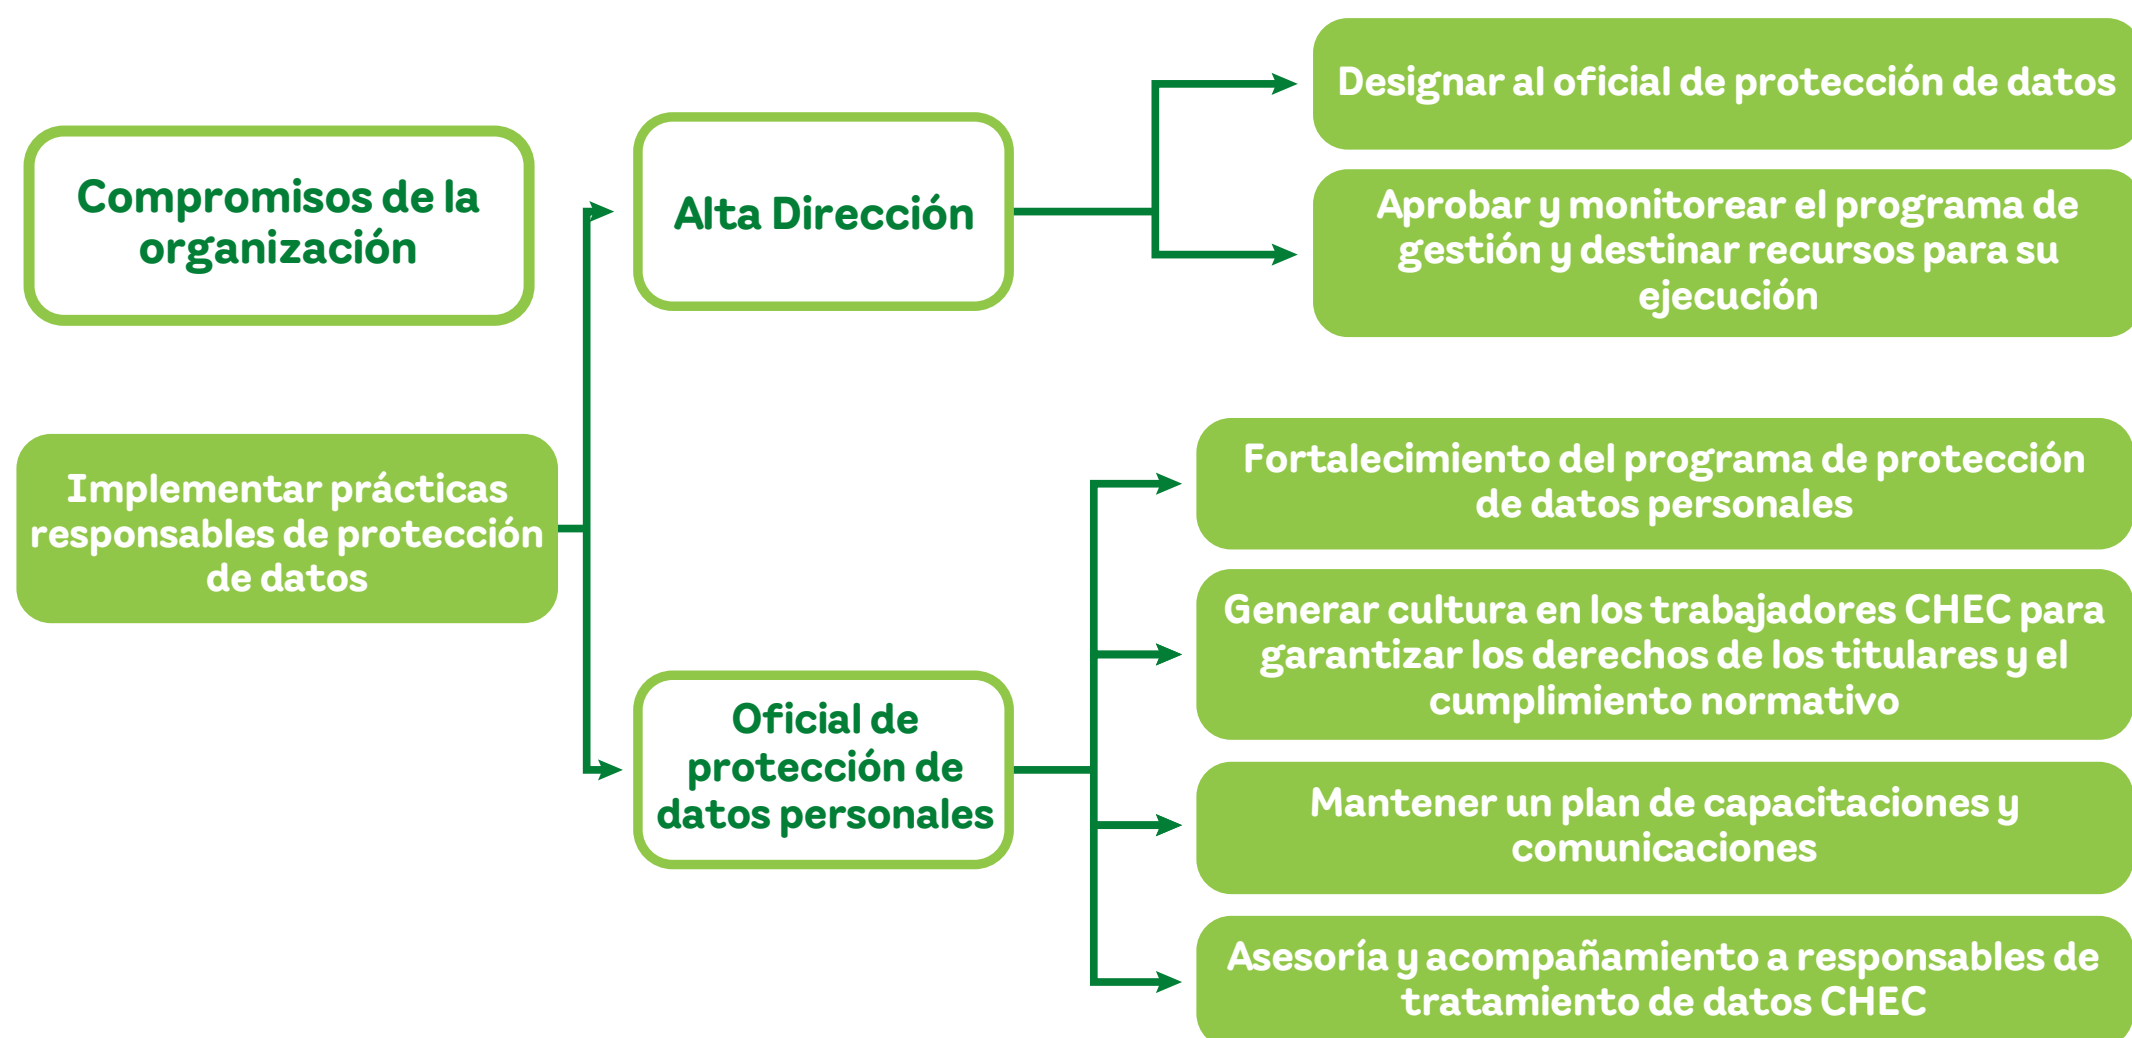 Compromisos de la
organización
Implementar prácticas
responsables de protección
de datos
Alta Dirección
Designar al oficial de protección de datos
Aprobar y monitorear el programa de
gestión y destinar recursos para su
ejecución
Oficial de
protección de
datos personales
Fortalecimiento del programa de protección
de datos personales
Generar cultura en los trabajadores CHEC para
garantizar los derechos de los titulares y el
cumplimiento normativo
Mantener un plan de capacitaciones y
comunicaciones
Asesoría y acompañamiento a responsables de
tratamiento de datos CHEC